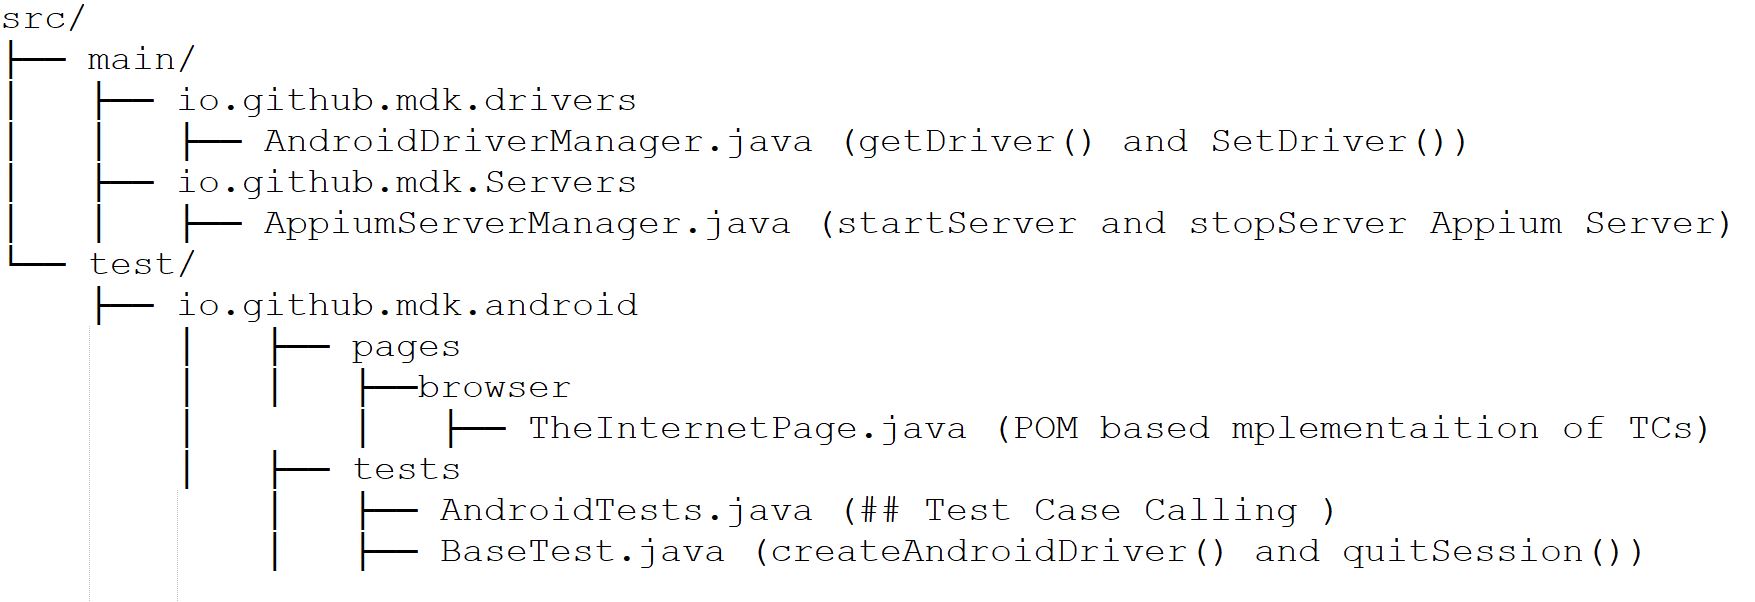 src/
├── main/
│   ├── io.github.mdk.drivers
│   │   ├── AndroidDriverManager.java (getDriver() and SetDriver())
│   ├── io.github.mdk.Servers
│   │   ├── AppiumServerManager.java (startServer and stopServer Appium Server)
└── test/
    ├── io.github.mdk.android
        │   ├── pages
        │   │   ├──browser
        │       │   ├── TheInternetPage.java (POM based mplementaition of TCs)
        │   ├── tests
            │   ├── AndroidTests.java (## Test Case Calling )
            │   ├── BaseTest.java (createAndroidDriver() and quitSession())